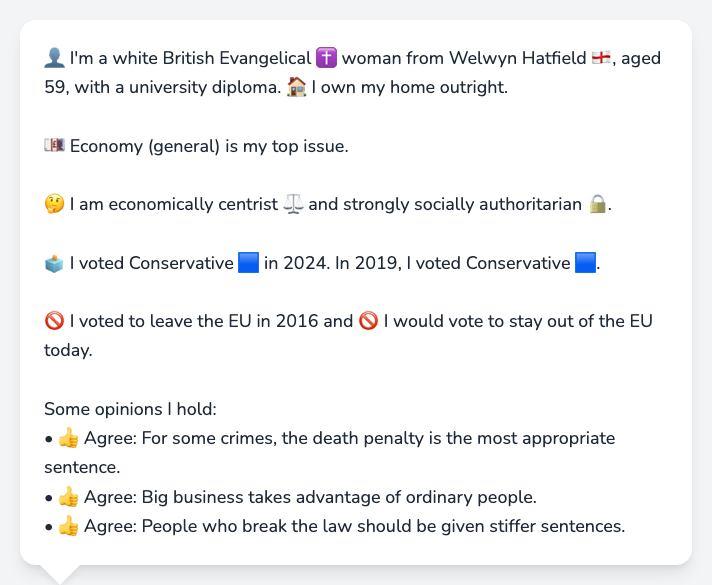 👤 I'm a white British Evangelical ✝️ woman from Welwyn Hatfield 🏴󠁧󠁢󠁥󠁮󠁧󠁿, aged
59, with a university diploma. 🏠 I own my home outright.
💷 Economy (general) is my top issue.
🤔 I am economically centrist ⚖️ and strongly socially authoritarian 🔒.
🗳️ I voted Conservative 🟦 in 2024. In 2019, I voted Conservative 🟦.
🚫 I voted to leave the EU in 2016 and 🚫 I would vote to stay out of the EU
today.
Some opinions I hold:
• 👍 Agree: For some crimes, the death penalty is the most appropriate
sentence.
• 👍 Agree: Big business takes advantage of ordinary people.
• 👍 Agree: People who break the law should be given stiffer sentences.